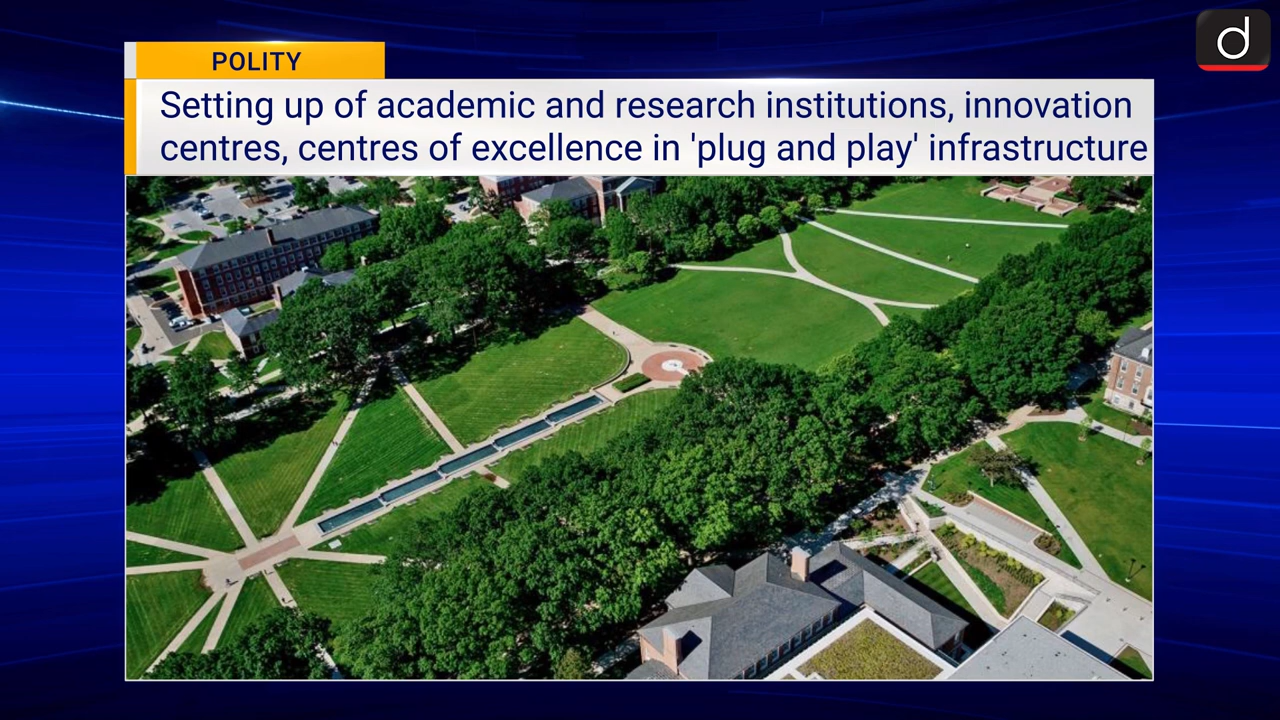 POLITY
d
Setting up of academic and research institutions, innovation
centres, centres of excellence in 'plug and play' infrastructure